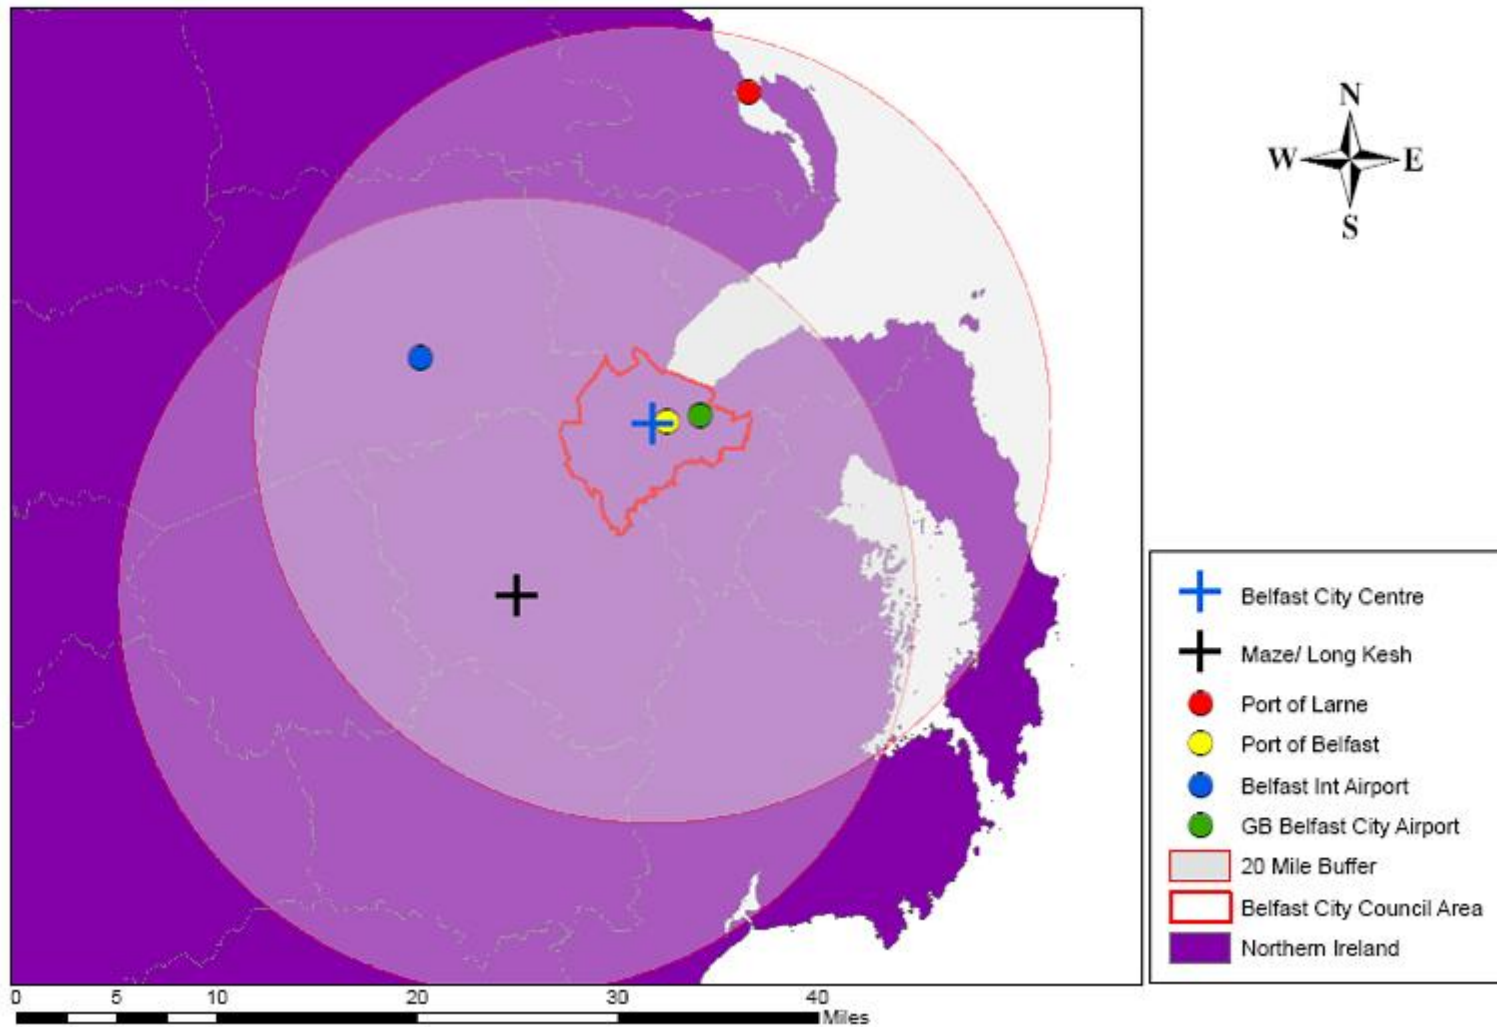 N
W E
S
Belfast City Centre
Maze/ Long Kesh
Port of Larne
Port of Belfast
Belfast Int Airport
GB Belfast City Airport
20 Mile Buffer
Belfast City Council Area
Northern Ireland
0 5 10 20 30 40
Miles